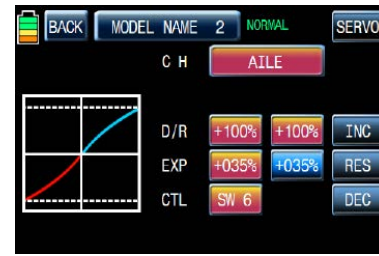 BACK MODEL NAME 2 NORMAL SERVO
C H AILE
D/R +100% +100% INC
EXP +035% +035% RES
CTL SW 6 DEC